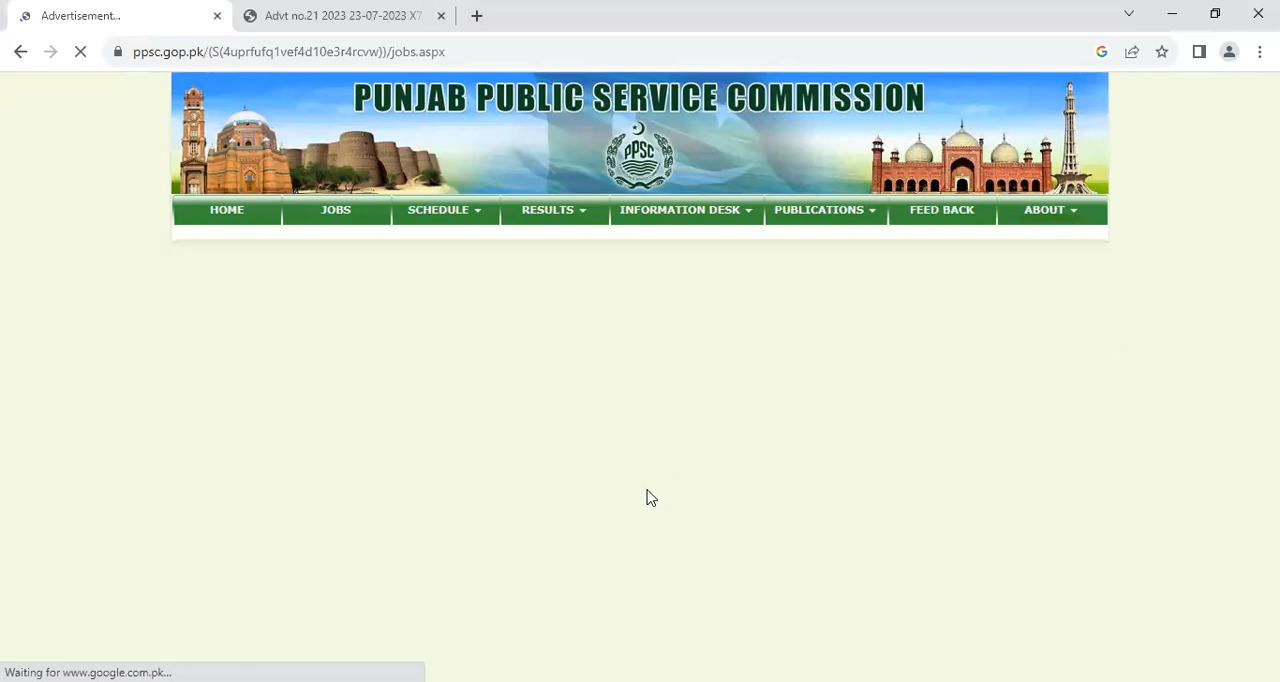 Advertisement...
Advt no.21 2023 23-07-2023 X7
ppsc.gop.pk/(S(4uprfufq1vef4d10e3r4rcvw))/jobs.aspx
PUNJAB PUBLIC SERVICE COMMISSION
PPSC
HOME JOBS SCHEDULE RESULTS INFORMATION DESK PUBLICATIONS FEED BACK ABOUT
Waiting for www.google.com.pk...